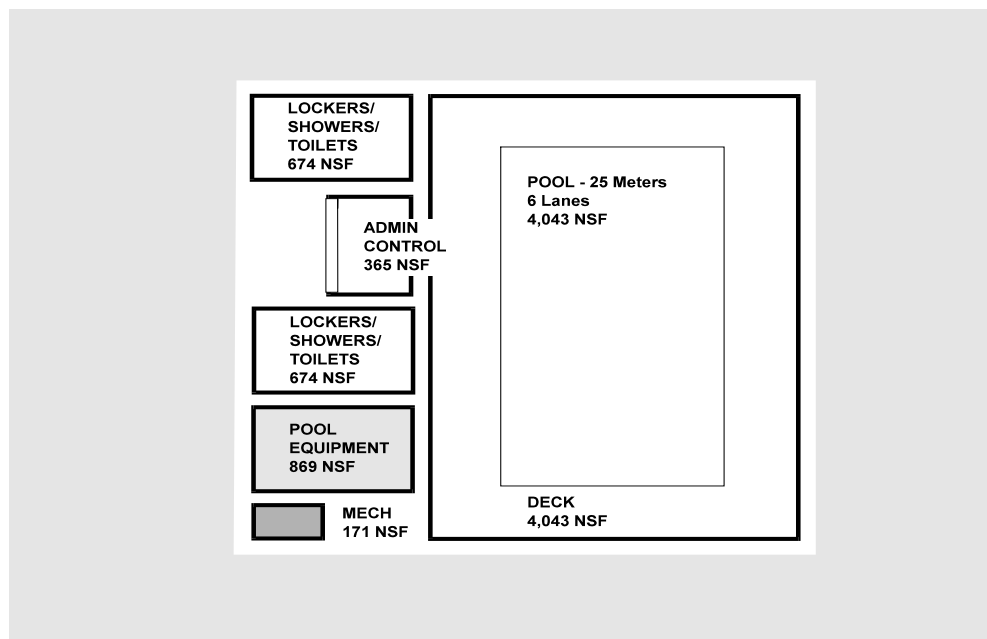 LOCKERS/
SHOWERS/
TOILETS
674 NSF
ADMIN
CONTROL
365 NSF
LOCKERS/
SHOWERS/
TOILETS
674 NSF
POOL
EQUIPMENT
869 NSF
MECH
171 NSF
POOL - 25 Meters
6 Lanes
4,043 NSF
DECK
4,043 NSF